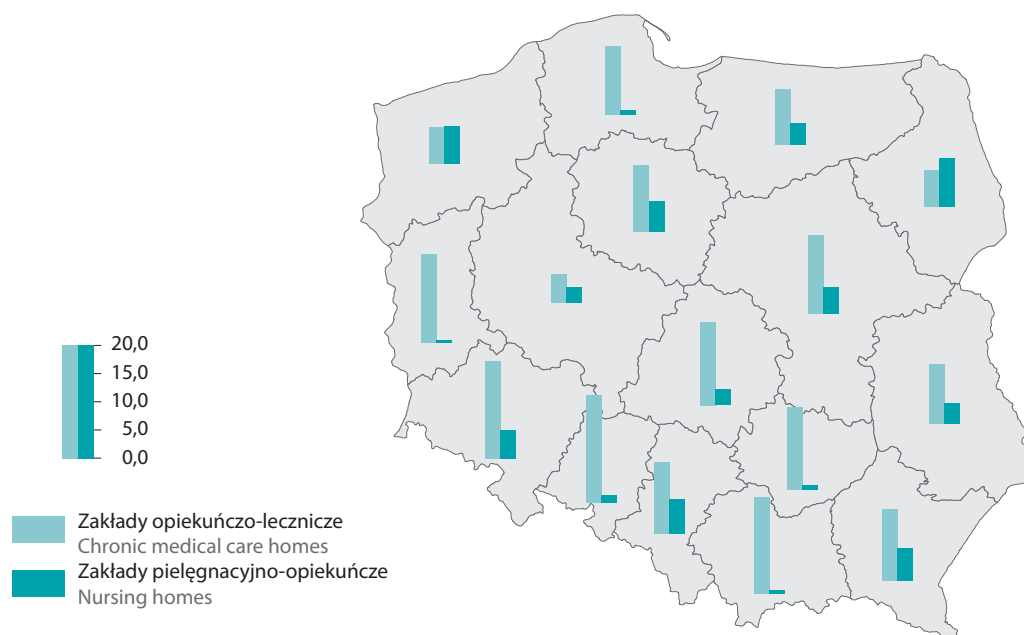 20,0
15,0
10,0
5,0
0,0
Zakłady opiekuńczo-lecznicze
Chronic medical care homes
Zakłady pielęgnacyjno-opiekuńcze
Nursing homes